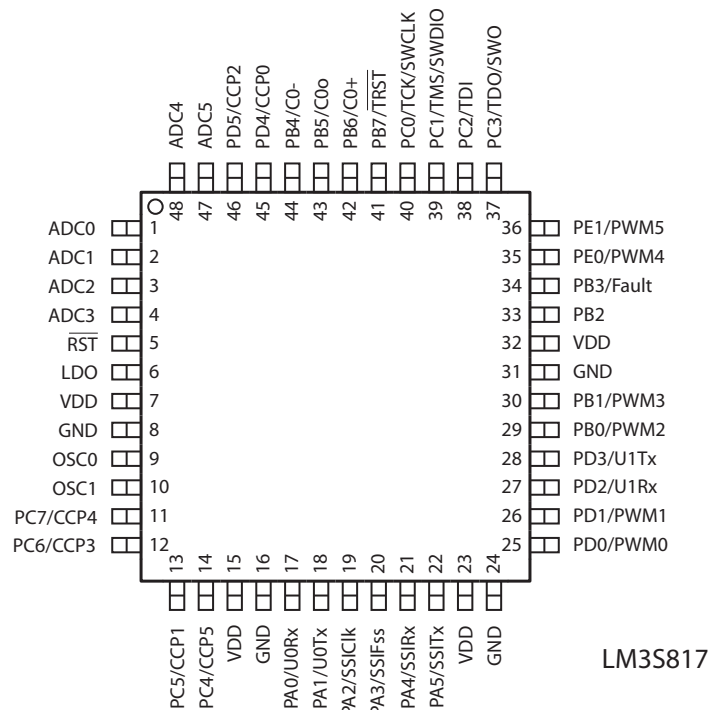 ADC4
ADC5
PD5/CCP2
PD4/CCP0
PB4/C0-
PB5/C0o
PB6/C0+
PB7/TRST
PC0/TCK/SWCLK
PC1/TMS/SWDIO
PC2/TDI
PC3/TDO/SWO
48
47
46
45
44
43
42
41
40
39
38
37
ADC0 1
ADC1 2
ADC2 3
ADC3 4
RST 5
LDO 6
VDD 7
GND 8
OSC0 9
OSC1 10
PC7/CCP4 11
PC6/CCP3 12
36 PE1/PWM5
35 PE0/PWM4
34 PB3/Fault
33 PB2
32 VDD
31 GND
30 PB1/PWM3
29 PB0/PWM2
28 PD3/U1Tx
27 PD2/U1Rx
26 PD1/PWM1
25 PD0/PWM0
13
14
15
16
17
18
19
20
21
22
23
24
PC5/CCP1
PC4/CCP5
VDD
GND
PA0/U0Rx
PA1/U0Tx
PA2/SSIClk
PA3/SSIFss
PA4/SSIRx
PA5/SSITx
VDD
GND
LM3S817